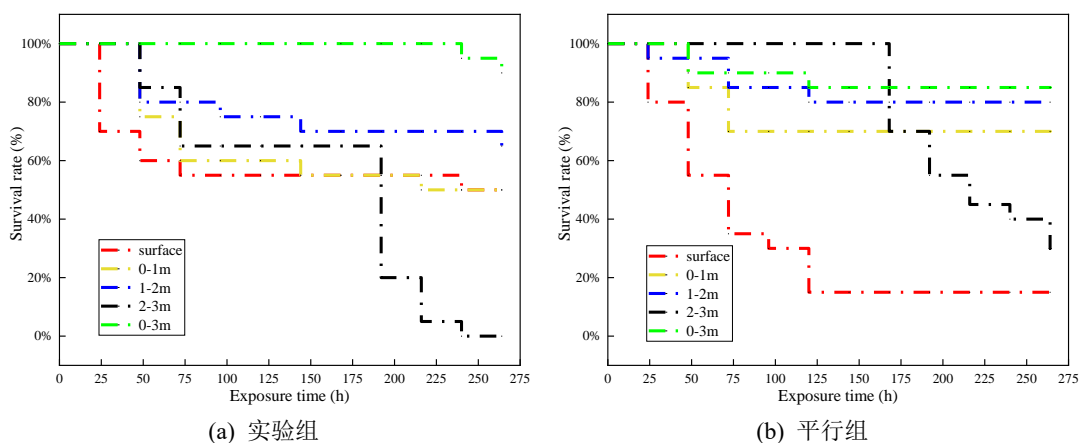 100%
80%
60%
40%
20%
0%
Survival rate (%)
surface
0-1m
1-2m
2-3m
0-3m
0 25 50 75 100 125 150 175 200 225 250 275
Exposure time (h)
(a) 实验组
100%
80%
60%
40%
20%
0%
Survival rate (%)
surface
0-1m
1-2m
2-3m
0-3m
0 25 50 75 100 125 150 175 200 225 250 275
Exposure time (h)
(b) 平行组